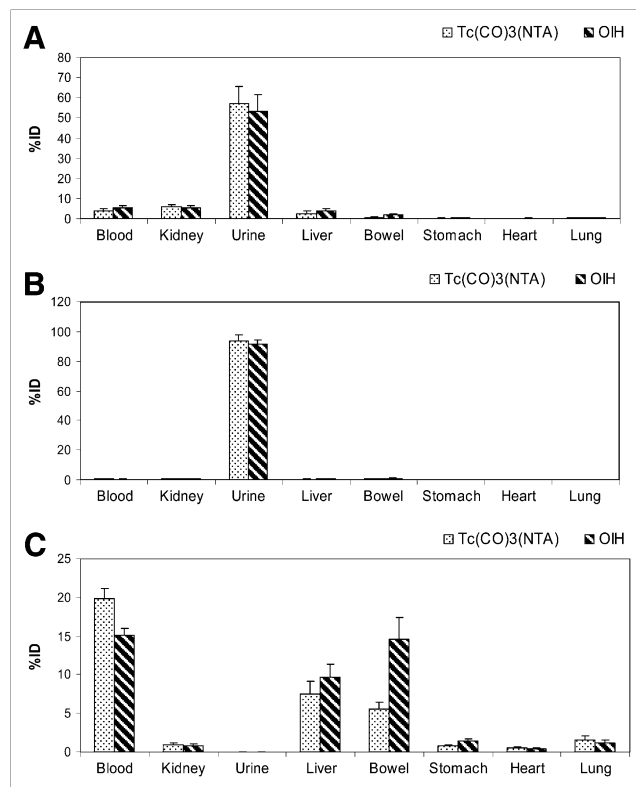 A
Tc(CO)3(NTA) OIH
80
70
60
50
40
30
20
10
0
%ID
Blood Kidney Urine Liver Bowel Stomach Heart Lung
B
Tc(CO)3(NTA) OIH
120
100
80
60
40
20
0
%ID
Blood Kidney Urine Liver Bowel Stomach Heart Lung
C
Tc(CO)3(NTA) OIH
25
20
15
10
5
0
%ID
Blood Kidney Urine Liver Bowel Stomach Heart Lung